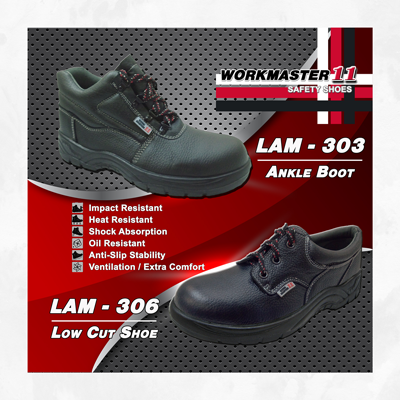 WORKMASTER 11
SAFETY SHOES
LAM - 303
ANKLE BOOT
Impact Resistant
Heat Resistant
Shock Absorption
Oil Resistant
Anti-Slip Stability
Ventilation / Extra Comfort
LAM - 306
LOW CUT SHOE